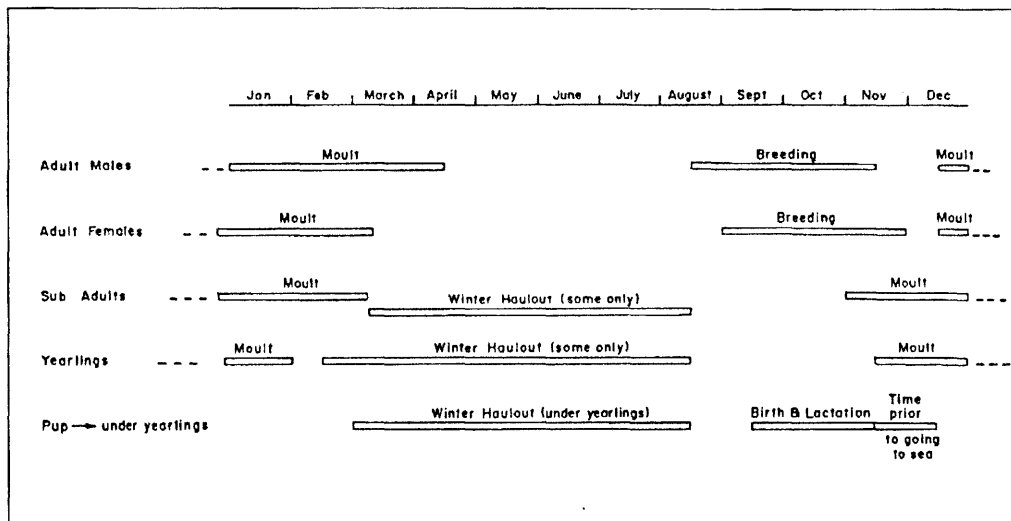 Jan Feb March April May June July August Sept Oct Nov Dec
Adult Males Moult Breeding Moult
Adult Females Moult Breeding Moult
Sub Adults Moult Winter Haulout (some only) Moult
Yearlings Moult Winter Haulout (some only) Moult
Pup → under yearlings Winter Haulout (under yearlings) Birth & Lactation Time
prior
to going
to sea